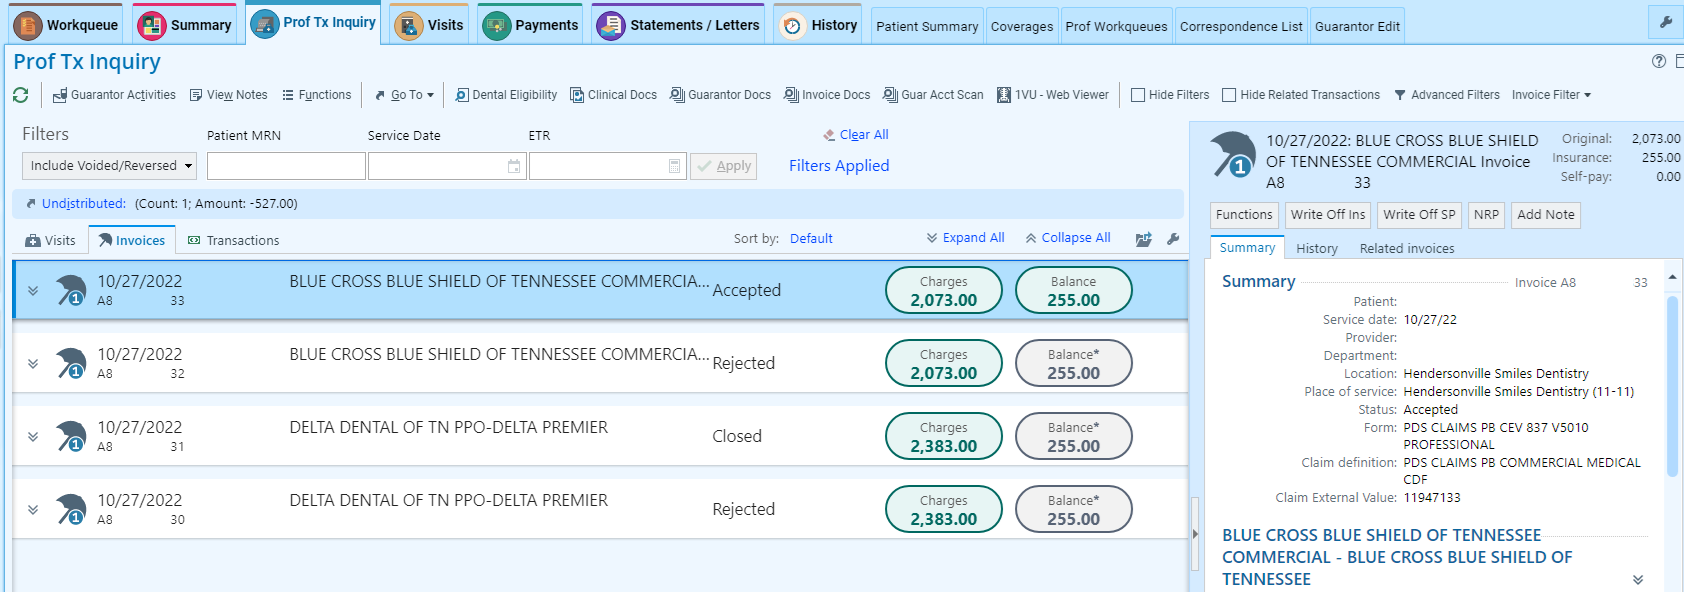 Workqueue Summary Prof Tx Inquiry Visits Payments Statements / Letters History Patient Summary Coverages Prof Workqueues Correspondence List Guarantor Edit
Prof Tx Inquiry
Guarantor Activities View Notes Functions Go To Dental Eligibility Clinical Docs Guarantor Docs Invoice Docs Guar Acct Scan 1VU - Web Viewer Hide Filters Hide Related Transactions Advanced Filters Invoice Filter
Filters Patient MRN Service Date ETR Clear All
Include Voided/Reversed Apply Filters Applied
Undistributed: (Count: 1; Amount: -527.00)
Visits Invoices Transactions Sort by: Default Expand All Collapse All
10/27/2022 BLUE CROSS BLUE SHIELD OF TENNESSEE COMMERCIA... Accepted Charges Balance
A8 33 2,073.00 255.00
1
10/27/2022 BLUE CROSS BLUE SHIELD OF TENNESSEE COMMERCIA... Rejected Charges Balance*
A8 32 2,073.00 255.00
1
10/27/2022 DELTA DENTAL OF TN PPO-DELTA PREMIER Closed Charges Balance*
A8 31 2,383.00 255.00
1
10/27/2022 DELTA DENTAL OF TN PPO-DELTA PREMIER Rejected Charges Balance*
A8 30 2,383.00 255.00
1
10/27/2022: BLUE CROSS BLUE SHIELD
OF TENNESSEE COMMERCIAL Invoice
A8 33
1
Original: 2,073.00
Insurance: 255.00
Self-pay: 0.00
Functions Write Off Ins Write Off SP NRP Add Note
Summary History Related invoices
Summary Invoice A8 33
Patient:
Service date: 10/27/22
Provider:
Department:
Location: Hendersonville Smiles Dentistry
Place of service: Hendersonville Smiles Dentistry (11-11)
Status: Accepted
Form: PDS CLAIMS PB CEV 837 V5010
PROFESSIONAL
Claim definition: PDS CLAIMS PB COMMERCIAL MEDICAL
CDF
Claim External Value: 11947133
BLUE CROSS BLUE SHIELD OF TENNESSEE
COMMERCIAL - BLUE CROSS BLUE SHIELD OF
TENNESSEE